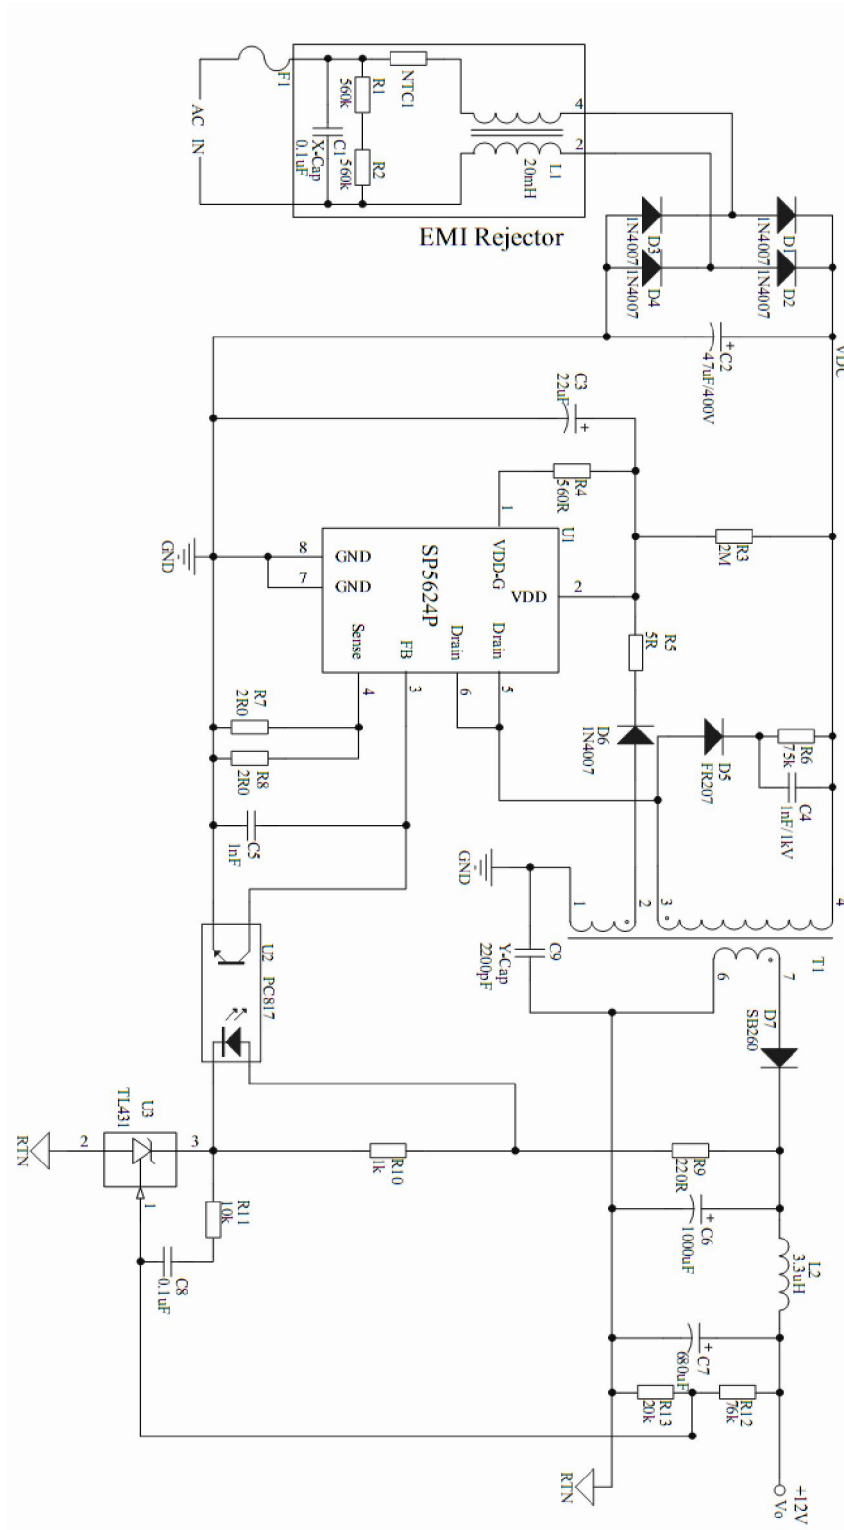 F1
AC IN
NTC1
R1
560k
R2
560k
C1
X-Cap
0.1uF
4
2
L1
20mH
EMI Rejector
D3
1N4007
D4
1N4007
D1
1N4007
D2
1N4007
C2
47uF/400V
C3
22uF
R4
560R
R3
2M
U1
SP5624P
1
VDD-G
2
VDD
8
GND
7
GND
GND
Sense
4
FB
3
Drain
6
Drain
5
R5
5R
D6
1N4007
D5
FR207
R6
75k
C4
1nF/1kV
R7
2R0
R8
2R0
C5
1nF
GND
1
2
3
4
T1
6
7
C9
Y-Cap
2200pF
D7
SB260
U2
PC817
U3
TL431
2
3
1
RTN
R10
1k
R9
220R
R11
10k
C8
0.1uF
C6
1000uF
L2
3.3uH
C7
680uF
R13
20k
R12
76k
RTN
+12V
Vo